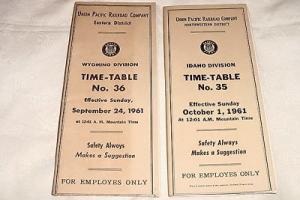 UNION PACIFIC RAILROAD COMPANY
Eastern District
WYOMING DIVISION
TIME-TABLE
No. 36
Effective Sunday,
September 24, 1961
At 12:01 A. M. Mountain Time
Safety Always
Makes a Suggestion
FOR EMPLOYES ONLY
UNION PACIFIC RAILROAD COMPANY
NORTHWESTERN DISTRICT
IDAHO DIVISION
TIME-TABLE
No. 35
Effective Sunday
October 1, 1961
At 12:01 A.M. Mountain Time
Safety Always
Makes a Suggestion
FOR EMPLOYES ONLY